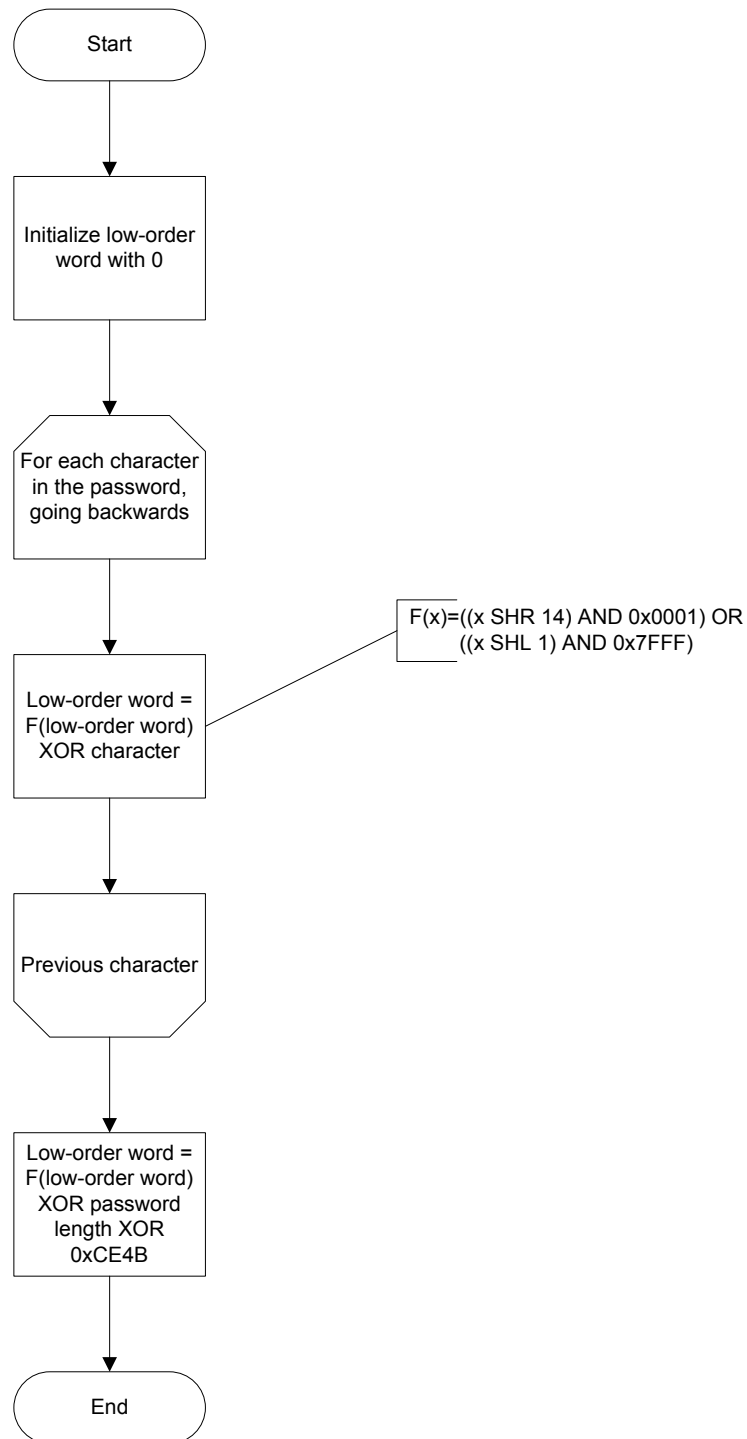 Start
Initialize low-order
word with 0
For each character
in the password,
going backwards
F(x)=((x SHR 14) AND 0x0001) OR
((x SHL 1) AND 0x7FFF)
Low-order word =
F(low-order word)
XOR character
Previous character
Low-order word =
F(low-order word)
XOR password
length XOR
0xCE4B
End